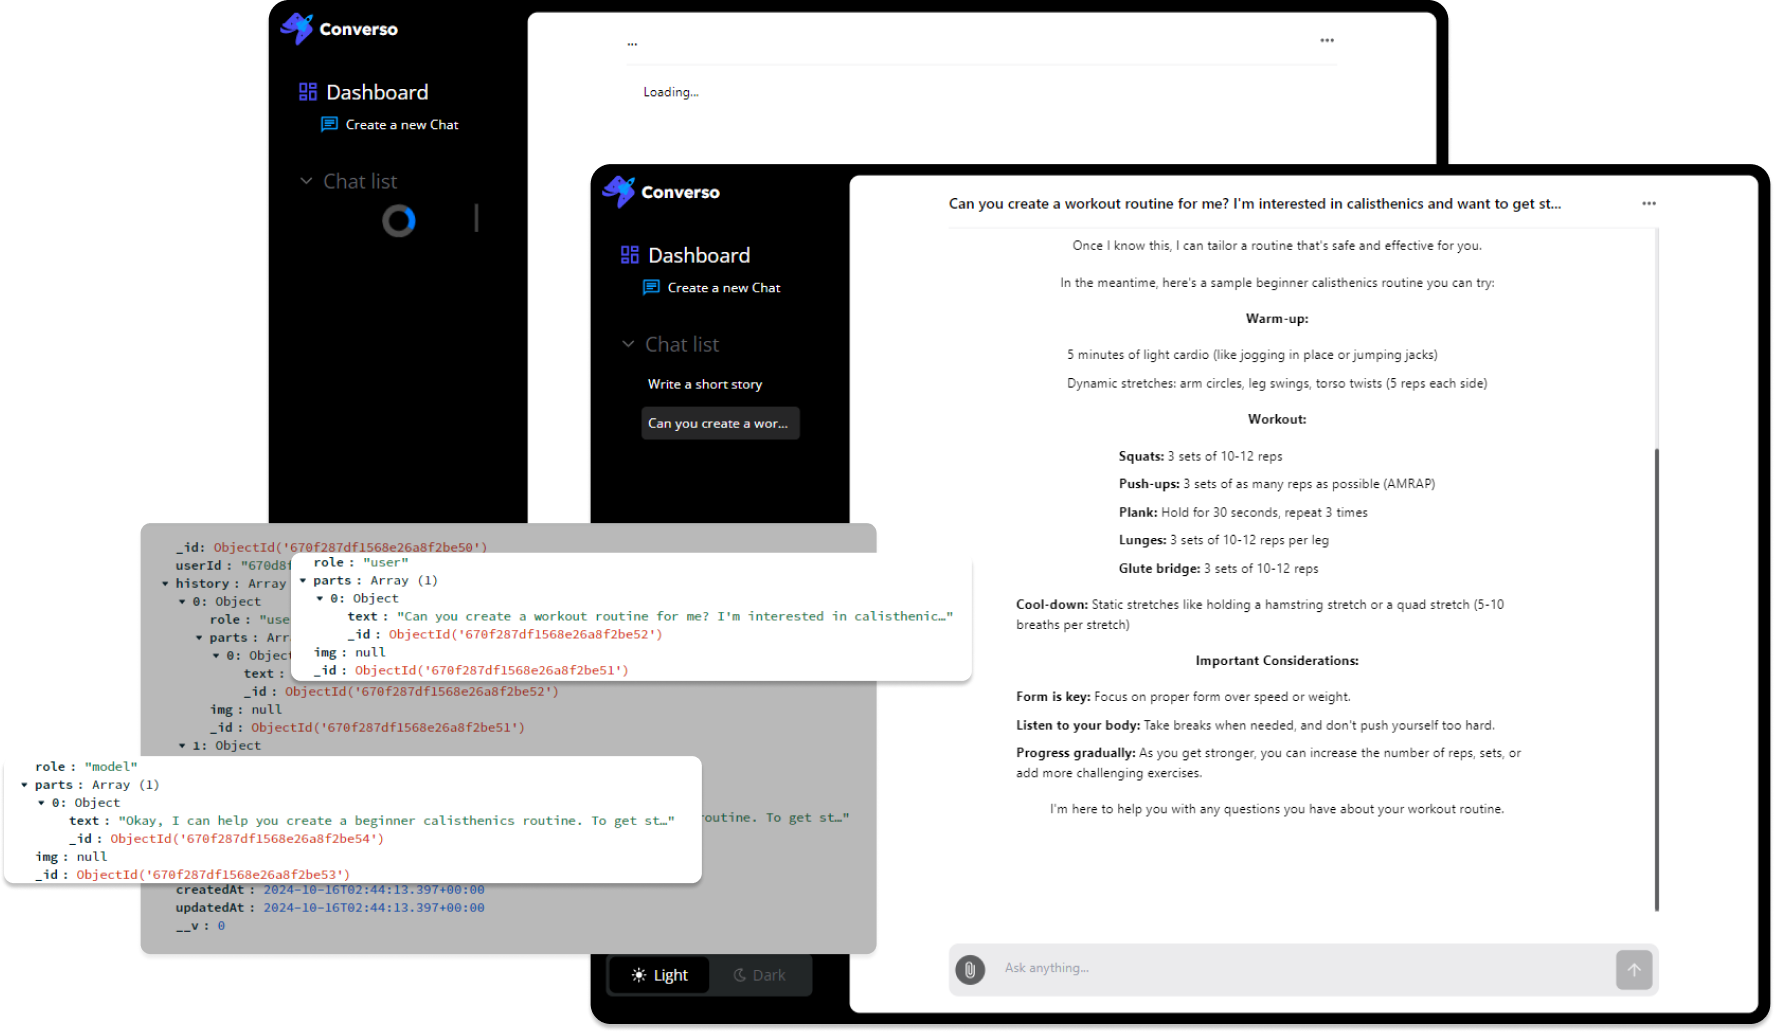 Converso
Dashboard
Create a new Chat
Chat list
...
Loading...
Converso
Dashboard
Create a new Chat
Chat list
Write a short story
Can you create a wor...
Light
Dark
Can you create a workout routine for me? I'm interested in calisthenics and want to get st...
Once I know this, I can tailor a routine that's safe and effective for you.
In the meantime, here's a sample beginner calisthenics routine you can try:
Warm-up:
5 minutes of light cardio (like jogging in place or jumping jacks)
Dynamic stretches: arm circles, leg swings, torso twists (5 reps each side)
Workout:
Squats: 3 sets of 10-12 reps
Push-ups: 3 sets of as many reps as possible (AMRAP)
Plank: Hold for 30 seconds, repeat 3 times
Lunges: 3 sets of 10-12 reps per leg
Glute bridge: 3 sets of 10-12 reps
Cool-down: Static stretches like holding a hamstring stretch or a quad stretch (5-10
breaths per stretch)
Important Considerations:
Form is key: Focus on proper form over speed or weight.
Listen to your body: Take breaks when needed, and don't push yourself too hard.
Progress gradually: As you get stronger, you can increase the number of reps, sets, or
add more challenging exercises.
I'm here to help you with any questions you have about your workout routine.
Ask anything...
_id: ObjectId('670f287df1568e26a8f2be50')
userId : "670d8f
history : Array
0: Object
role : "use
parts : Arr
0: Object
text :
_id : ObjectId('670f287df1568e26a8f2be52')
img : null
_id : ObjectId('670f287df1568e26a8f2be51')
1: Object
routine. To get st…"
createdAt : 2024-10-16T02:44:13.397+00:00
updatedAt : 2024-10-16T02:44:13.397+00:00
__v : 0
role : "user"
parts : Array (1)
0: Object
text : "Can you create a workout routine for me? I'm interested in calisthenic…"
_id : ObjectId('670f287df1568e26a8f2be52')
img : null
_id : ObjectId('670f287df1568e26a8f2be51')
role : "model"
parts : Array (1)
0: Object
text : "Okay, I can help you create a beginner calisthenics routine. To get st…"
_id : ObjectId('670f287df1568e26a8f2be54')
img : null
_id : ObjectId('670f287df1568e26a8f2be53')